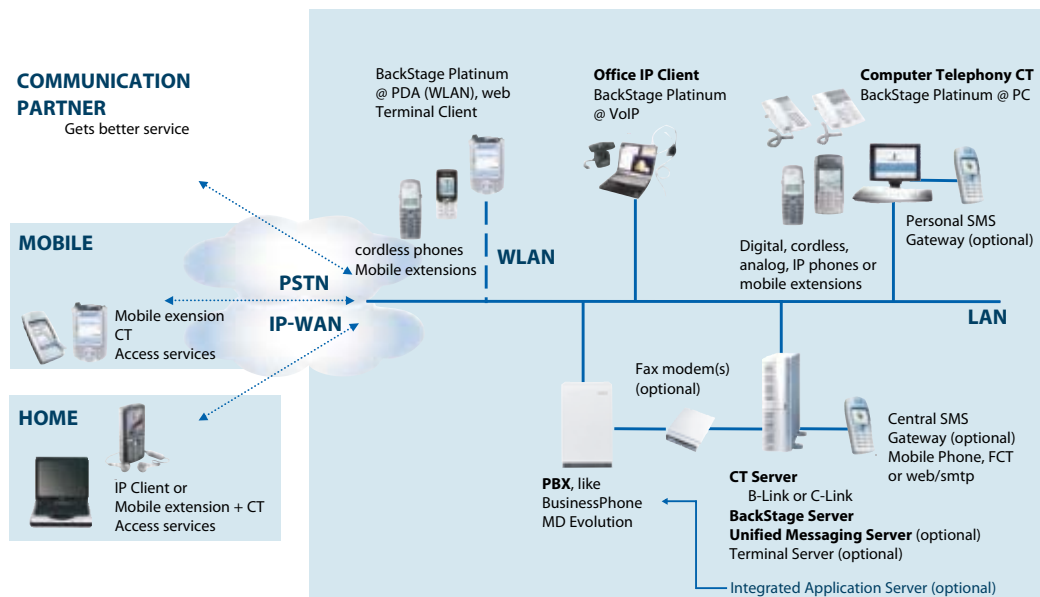 COMMUNICATION
PARTNER
Gets better service
BackStage Platinum
@ PDA (WLAN), web
Terminal Client
Office IP Client
BackStage Platinum
@ VoIP
Computer Telephony CT
BackStage Platinum @ PC
Personal SMS
Gateway (optional)
cordless phones
Mobile extensions
WLAN
Digital, cordless,
analog, IP phones or
mobile extensions
MOBILE
Mobile exension
CT
Access services
PSTN
IP-WAN
LAN
HOME
IP Client or
Mobile extension + CT
Access services
Fax modem(s)
(optional)
Central SMS
Gateway (optional)
Mobile Phone, FCT
or web/smtp
PBX, like
BusinessPhone
MD Evolution
CT Server
B-Link or C-Link
BackStage Server
Unified Messaging Server (optional)
Terminal Server (optional)
Integrated Application Server (optional)